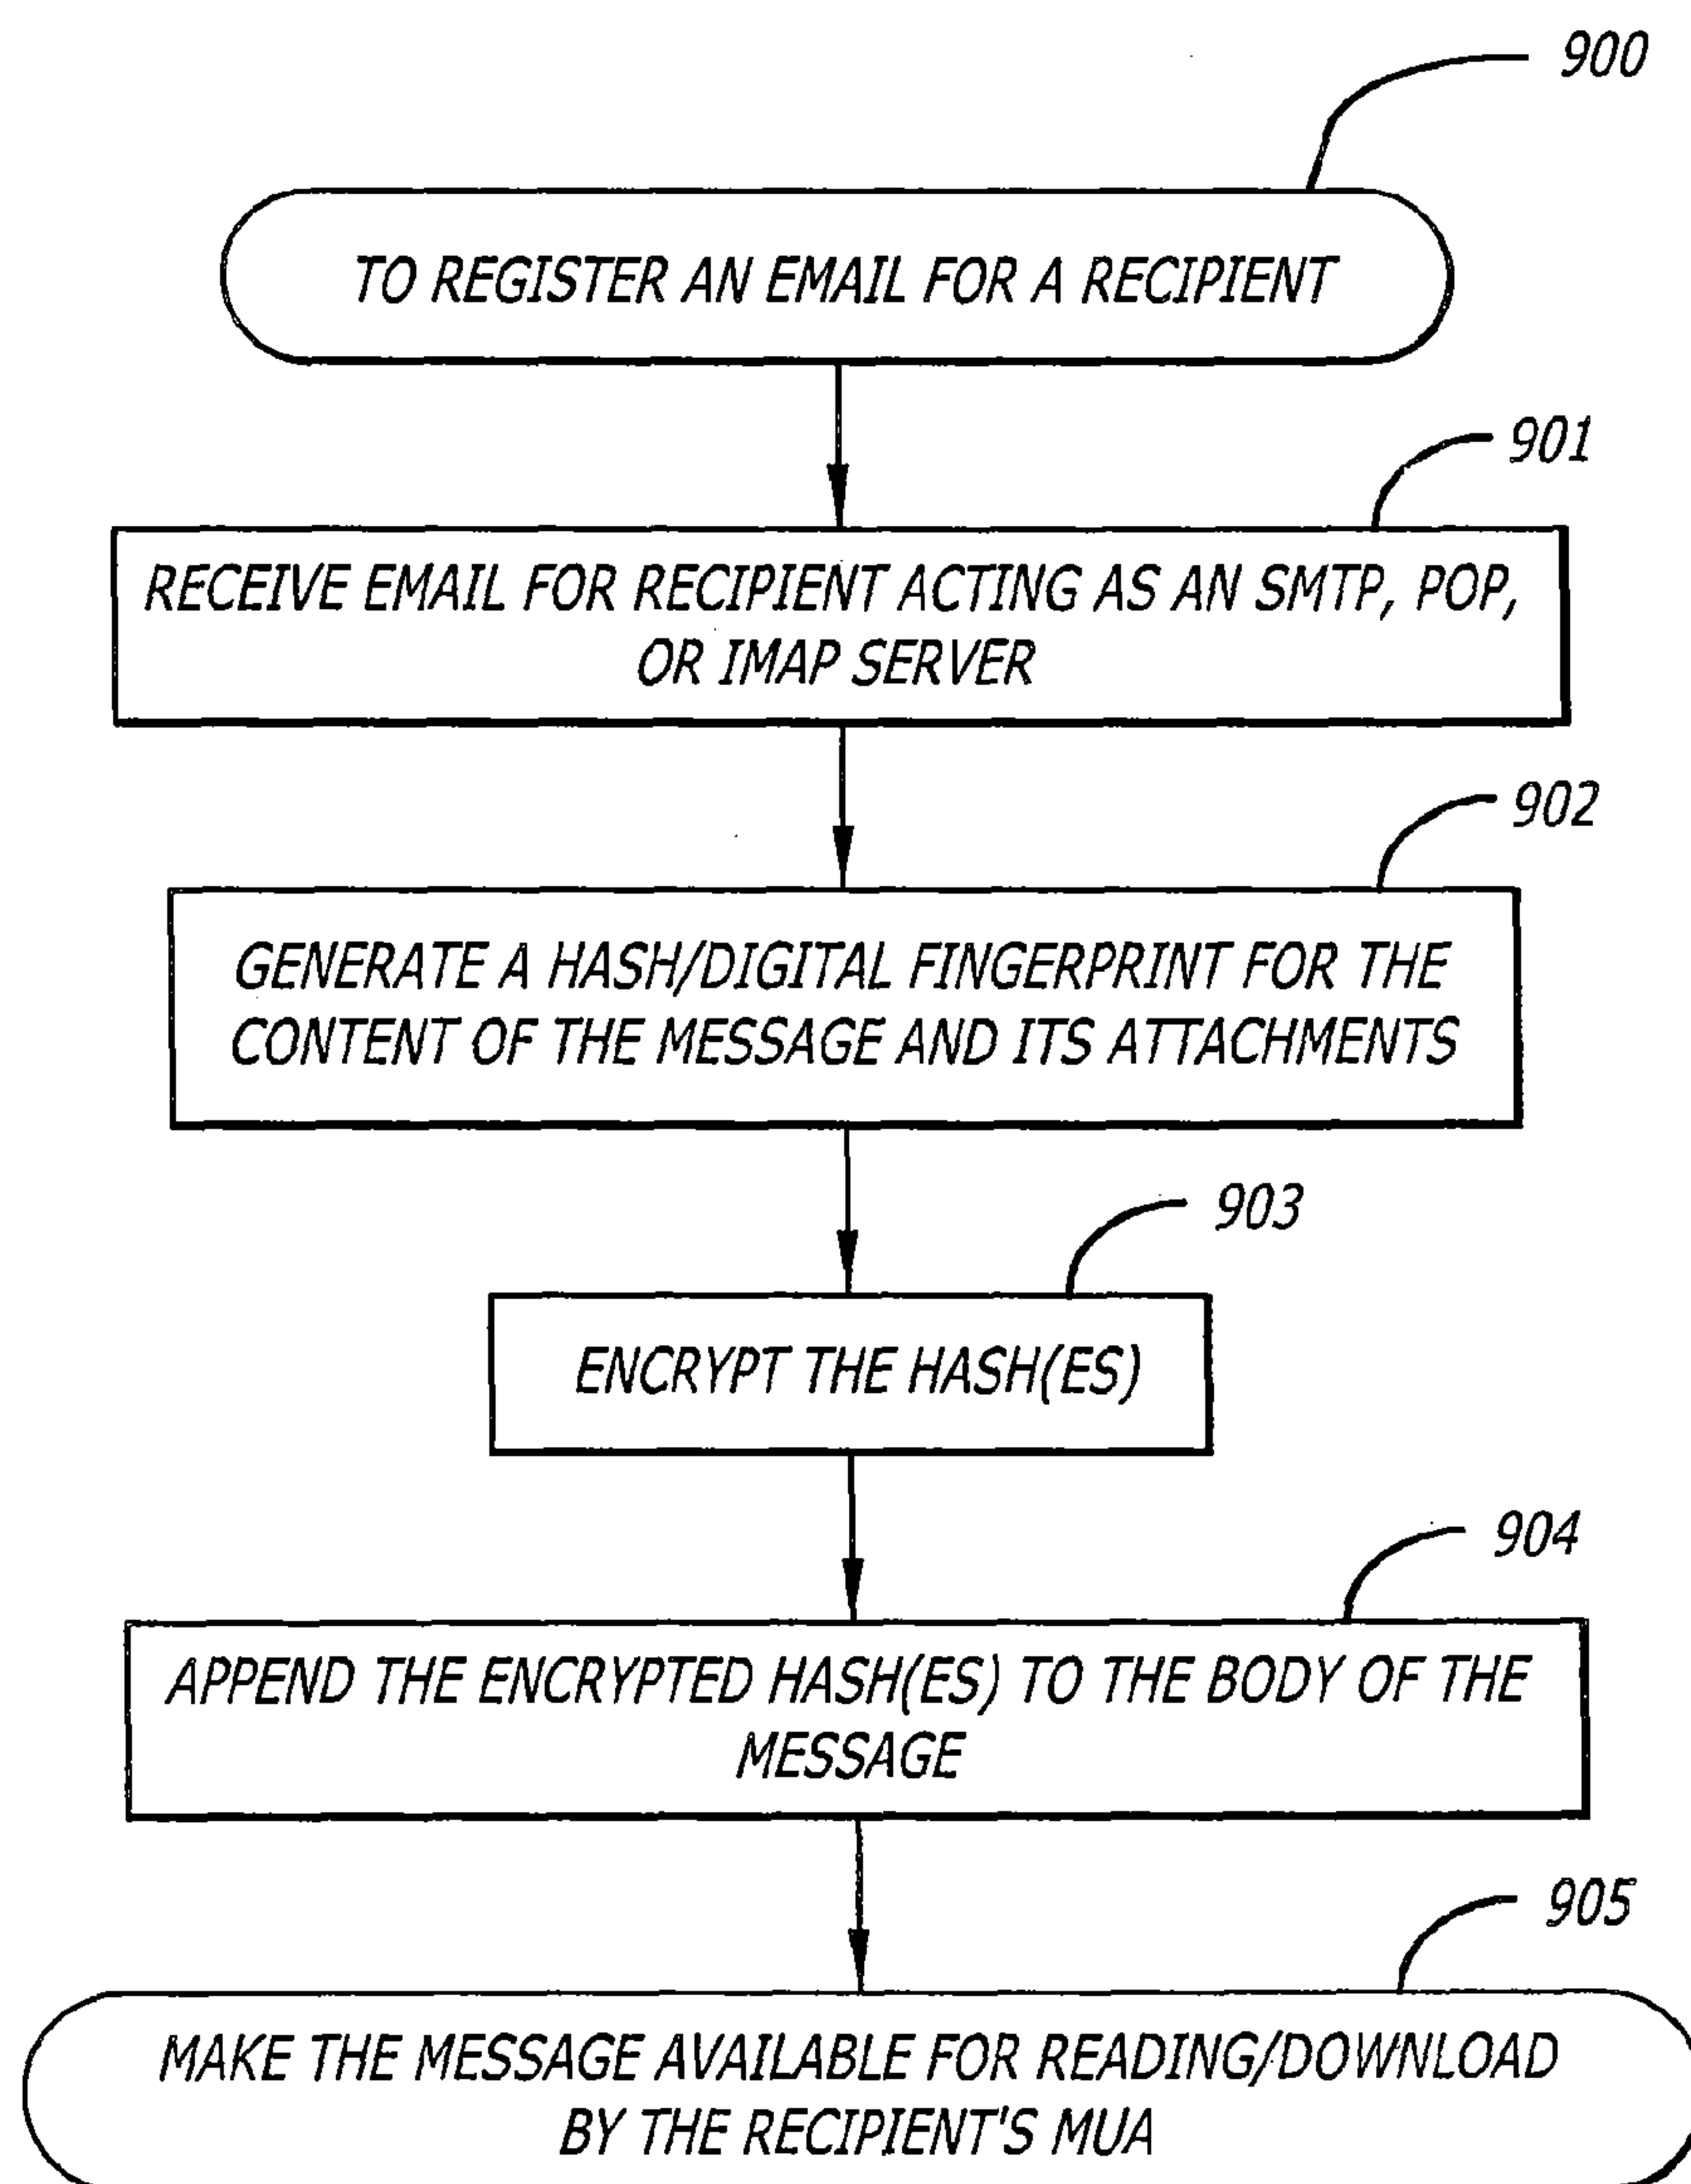 900
TO REGISTER AN EMAIL FOR A RECIPIENT
901
RECEIVE EMAIL FOR RECIPIENT ACTING AS AN SMTP, POP,
OR IMAP SERVER
902
GENERATE A HASH/DIGITAL FINGERPRINT FOR THE
CONTENT OF THE MESSAGE AND ITS ATTACHMENTS
903
ENCRYPT THE HASH(ES)
904
APPEND THE ENCRYPTED HASH(ES) TO THE BODY OF THE
MESSAGE
905
MAKE THE MESSAGE AVAILABLE FOR READING/DOWNLOAD
BY THE RECIPIENT'S MUA